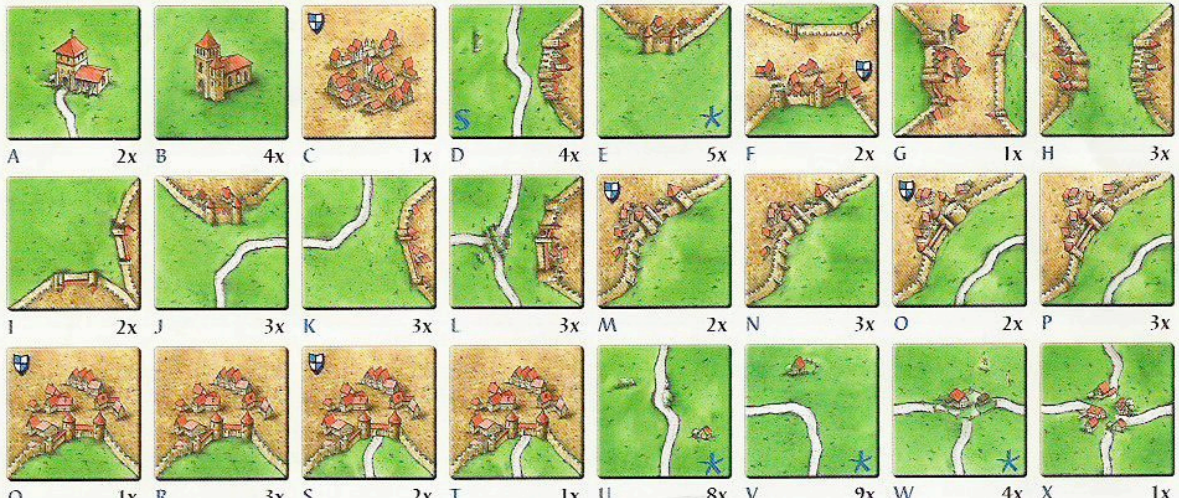 A 2x B 4x C 1x D 4x E 5x F 2x G 1x H 3x
S
I 2x J 3x K 3x L 3x M 2x N 3x O 2x P 3x
Q 1x R 3x S 2x T 1x U 8x V 9x W 4x X 1x